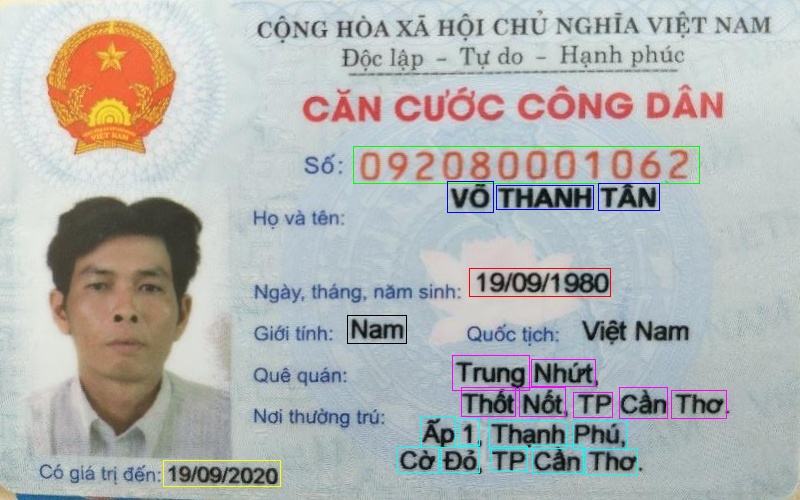 CỘNG HÒA XÃ HỘI CHỦ NGHĨA VIỆT NAM
Độc lập - Tự do - Hạnh phúc
CĂN CƯỚC CÔNG DÂN
Số: 092080001062
VÕ THANH TÂN
Họ và tên:
Ngày, tháng, năm sinh: 19/09/1980
Giới tính: Nam Quốc tịch: Việt Nam
Quê quán: Trung Nhứt,
Thốt Nốt, TP Cần Thơ.
Nơi thường trú: Ấp 1, Thạnh Phú,
Cờ Đỏ, TP Cần Thơ.
Có giá trị đến: 19/09/2020